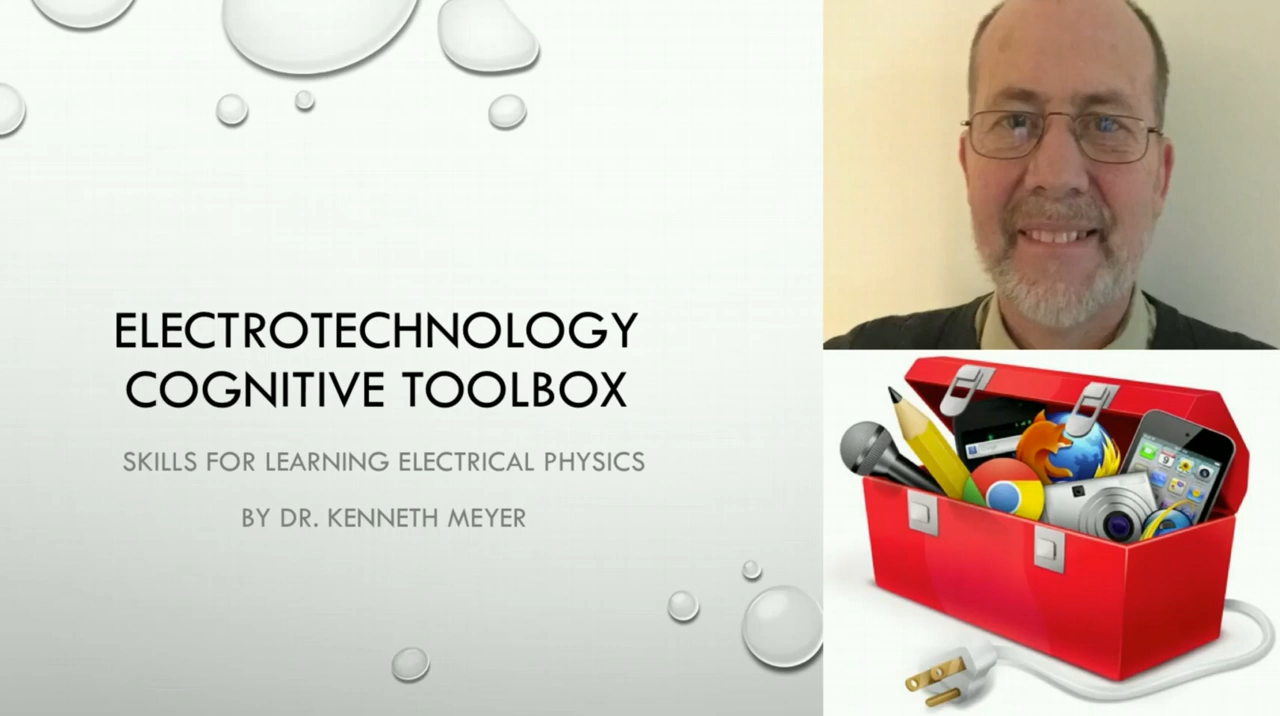 ELECTROTECHNOLOGY
COGNITIVE TOOLBOX
SKILLS FOR LEARNING ELECTRICAL PHYSICS
BY DR. KENNETH MEYER